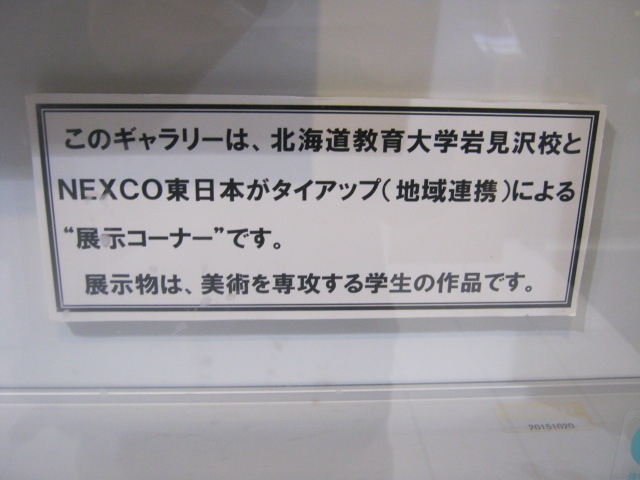 このギャラリーは、北海道教育大学岩見沢校と
NEXCO東日本がタイアップ(地域連携)による
“展示コーナー”です。
展示物は、美術を専攻する学生の作品です。
20151020